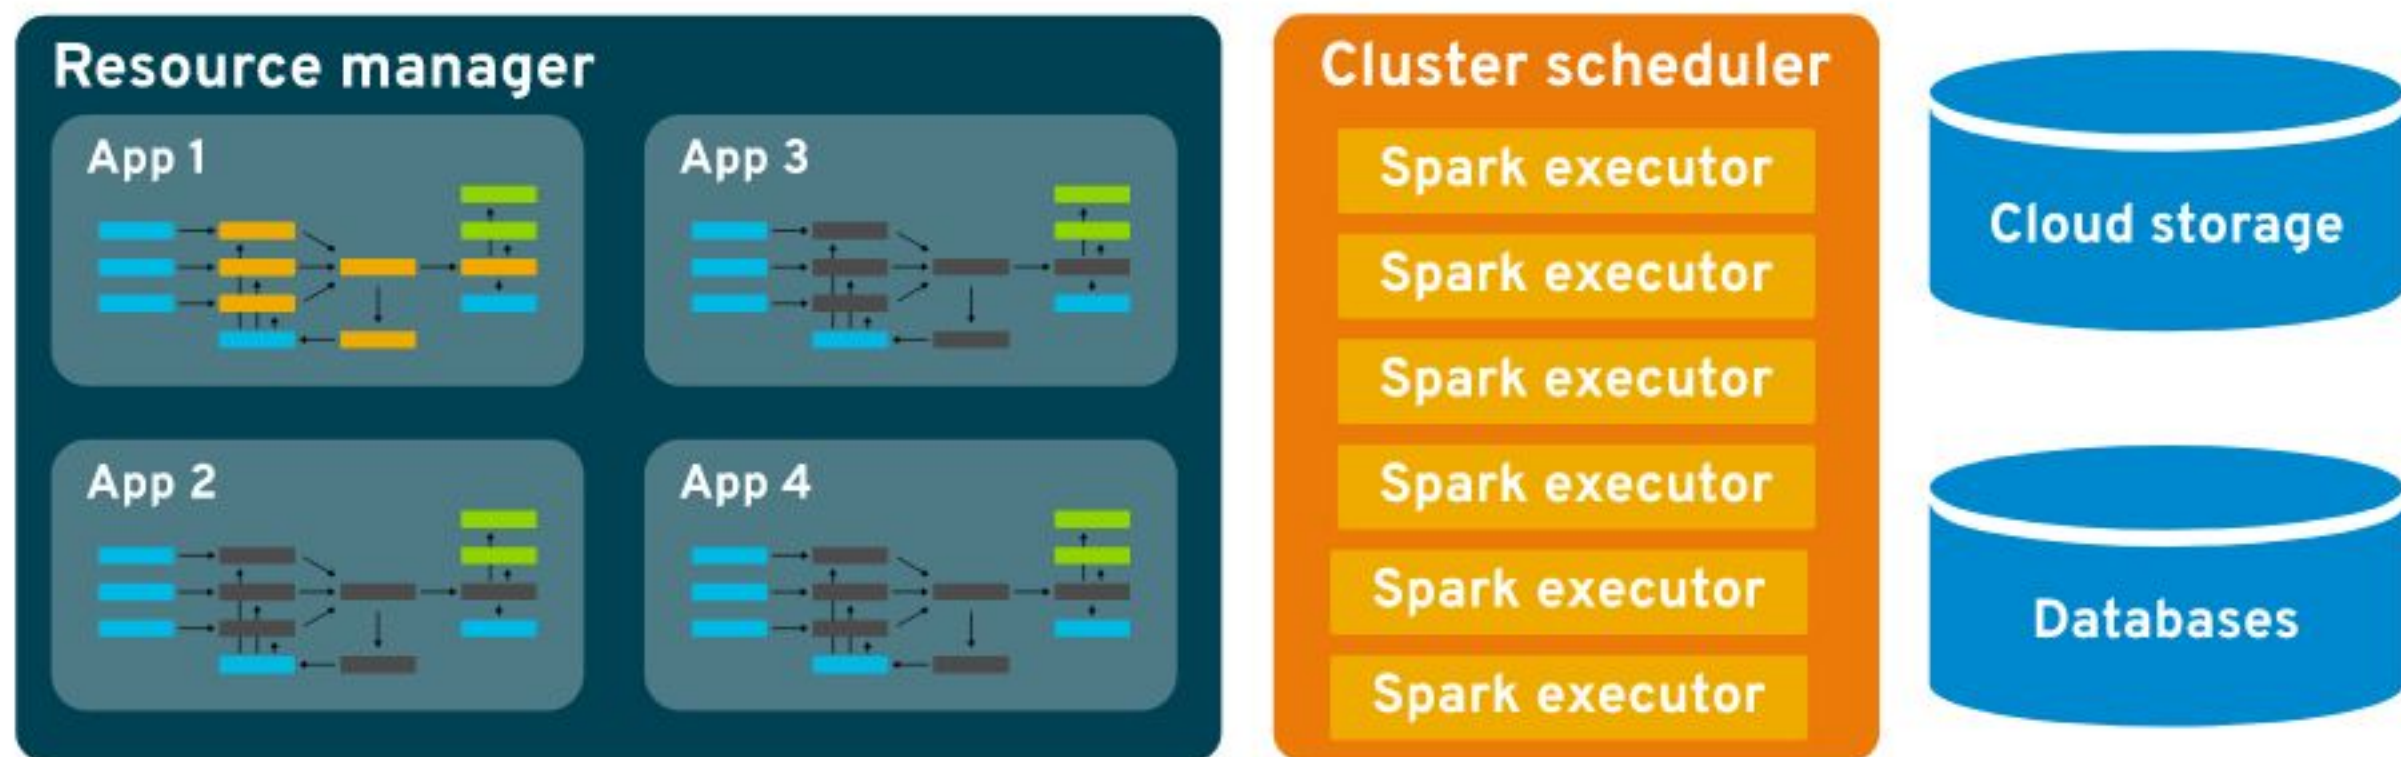 Resource manager
App 1
App 3
App 2
App 4
Cluster scheduler
Spark executor
Spark executor
Spark executor
Spark executor
Spark executor
Spark executor
Cloud storage
Databases